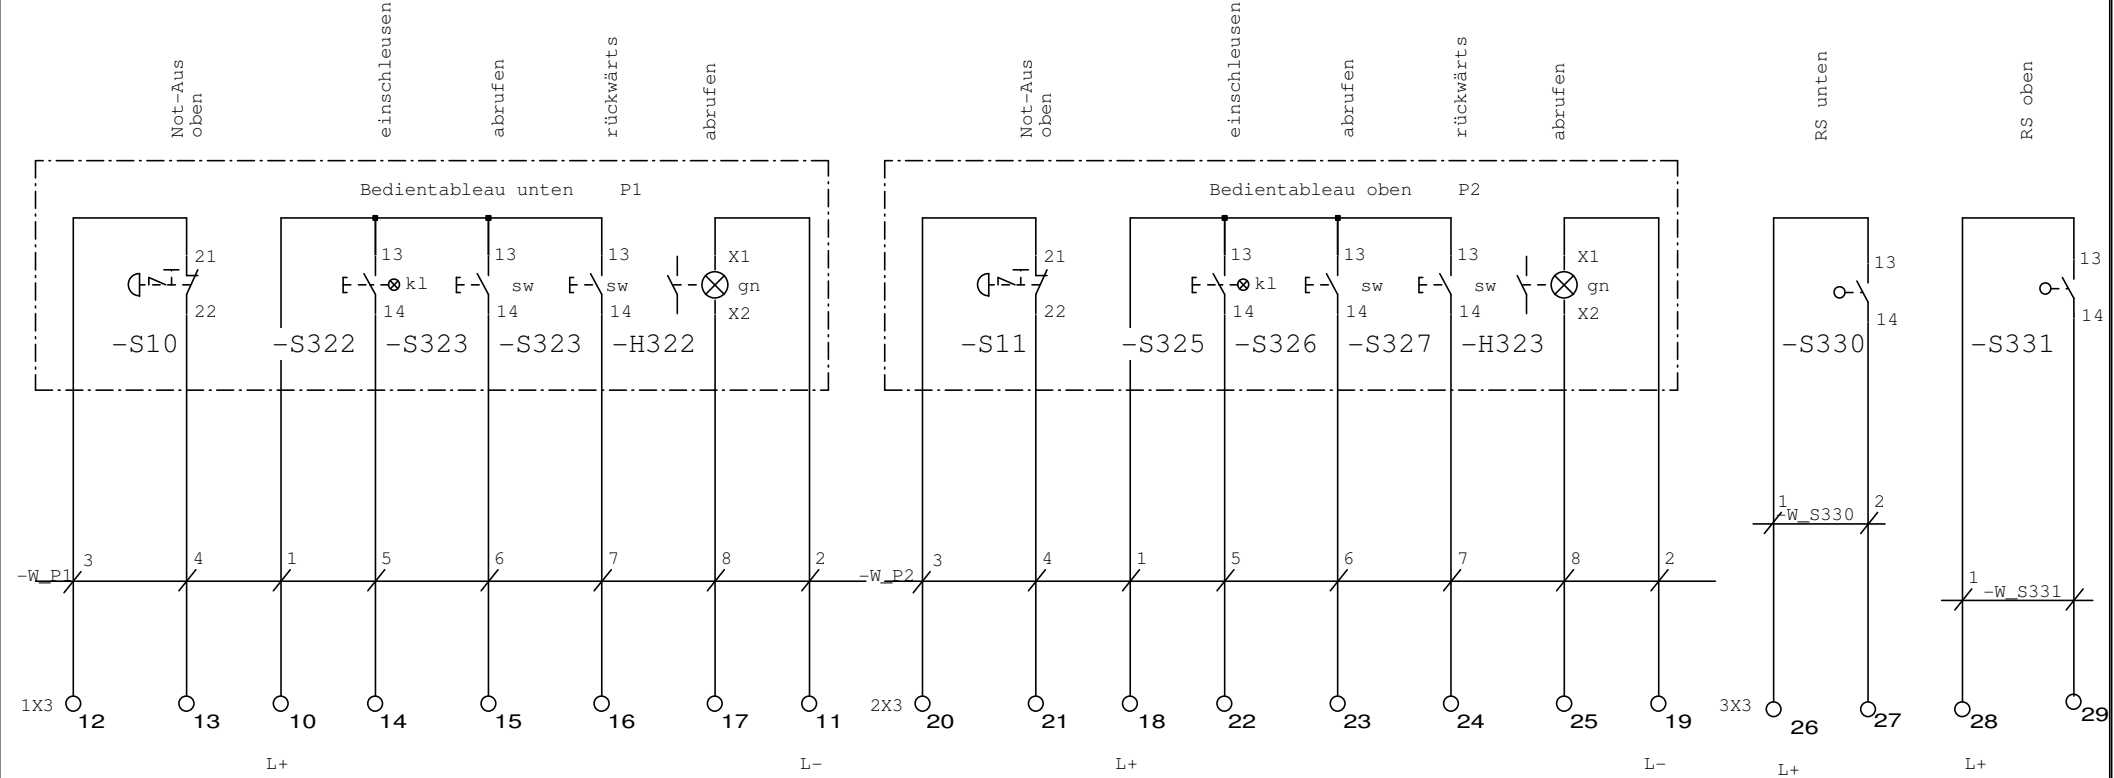 Not-Aus
oben
einschleusen
abrufen
rückwärts
abrufen
Not-Aus
oben
einschleusen
abrufen
rückwärts
abrufen
RS unten
RS oben
Bedientableau unten P1
Bedientableau oben P2
21 13 13 13 X1 21 13 13 13 X1 13 13
kl sw sw gn kl sw sw gn
22 14 14 14 X2 22 14 14 14 X2 14 14
-S10 -S322 -S323 -S323 -H322 -S11 -S325 -S326 -S327 -H323 -S330 -S331
1 -W_S330 2
-W_P1 3 4 1 5 6 7 8 2 -W_P2 3 4 1 5 6 7 8 2
1 -W_S331
1X3 12 13 10 14 15 16 17 11 2X3 20 21 18 22 23 24 25 19 3X3 26 27 28 29
L+ L- L+ L- L+ L+